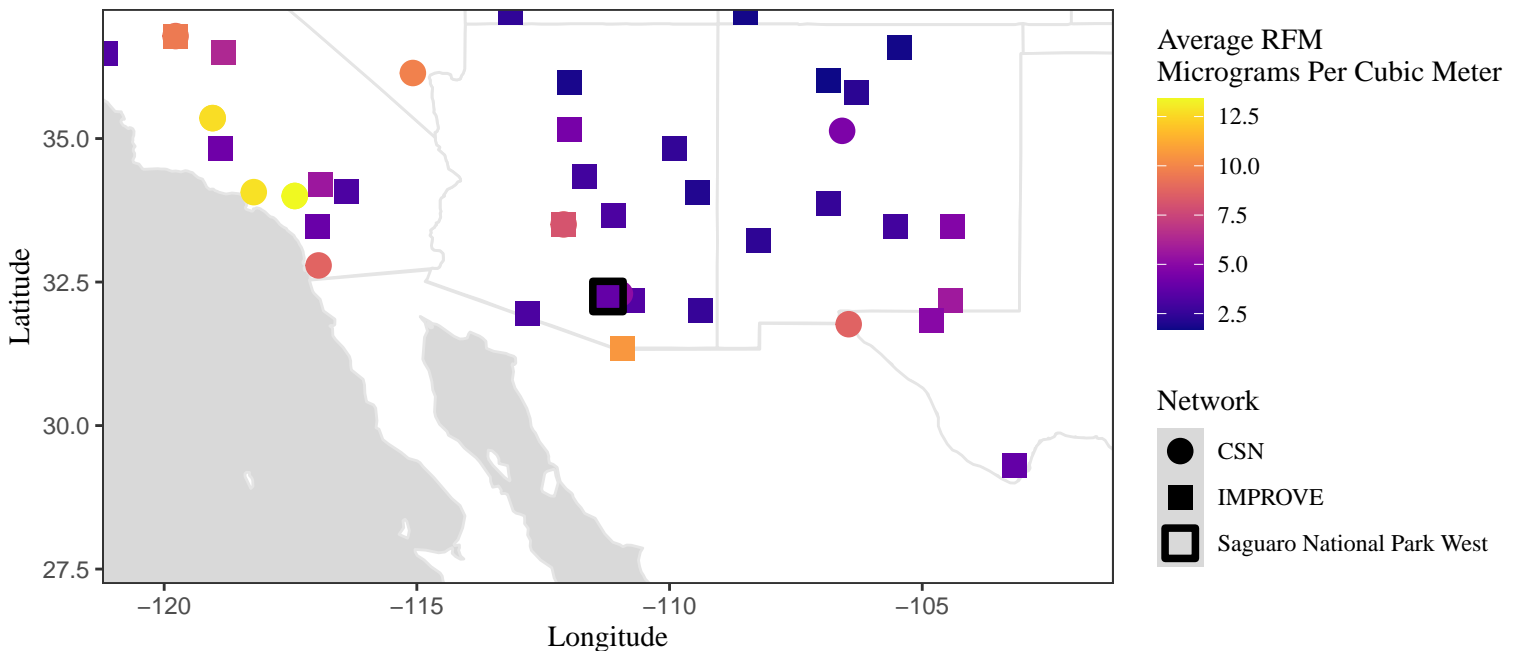 35.0
32.5
30.0
27.5
Latitude
−120
−115
−110
−105
Longitude
Average RFM
Micrograms Per Cubic Meter
12.5
10.0
7.5
5.0
2.5
Network
CSN
IMPROVE
Saguaro National Park West